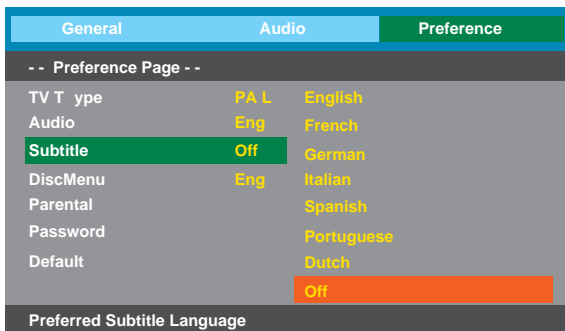 General Audio Preference
- - Preference Page - -
TV T ype PA L English
Audio Eng French
Subtitle Off German
DiscMenu Eng Italian
Parental Spanish
Password Portuguese
Default Dutch
Off
Preferred Subtitle Language